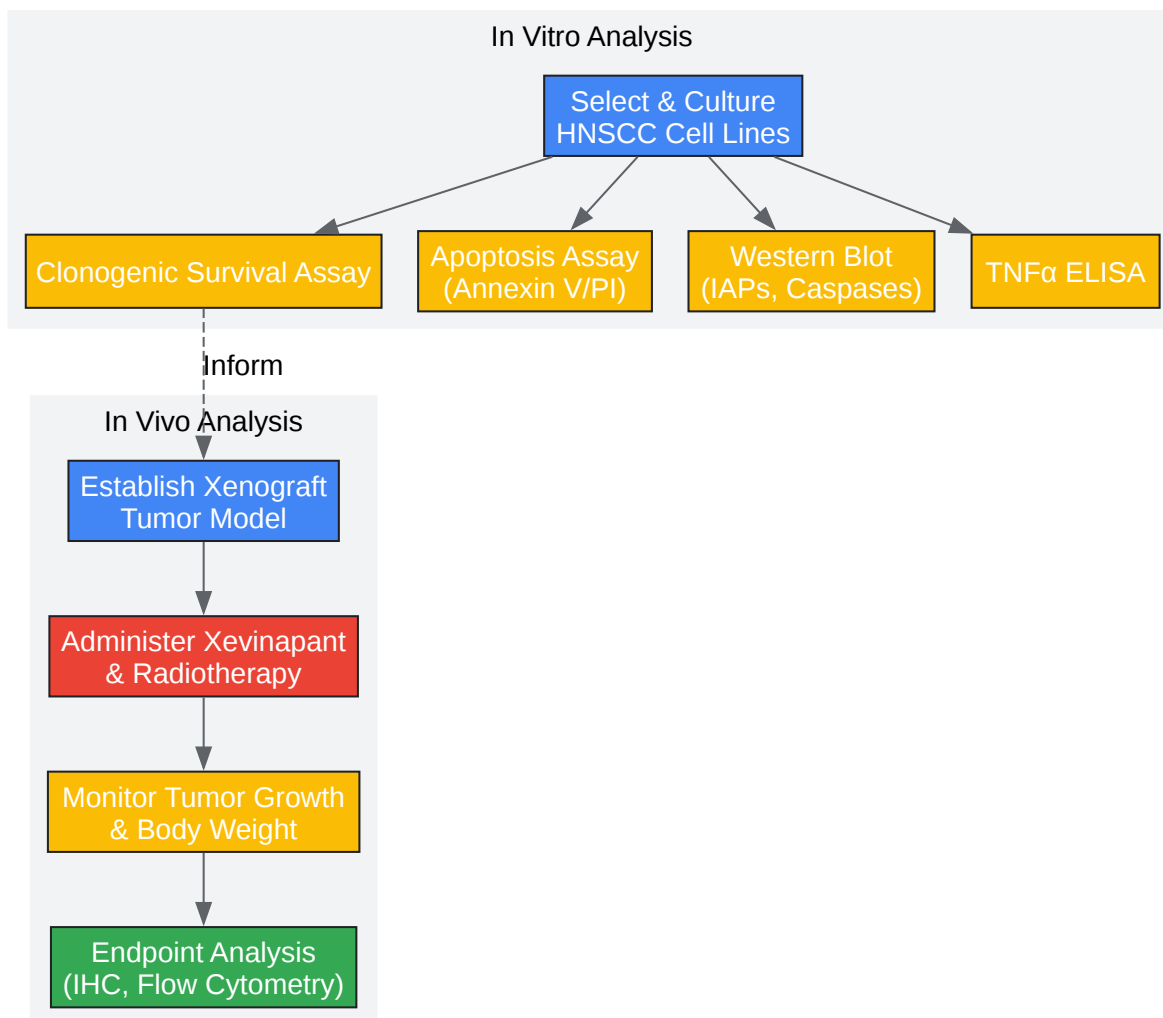 In Vitro Analysis
Select & Culture
HNSCC Cell Lines
Clonogenic Survival Assay
Apoptosis Assay
(Annexin V/PI)
Western Blot
(IAPs, Caspases)
TNFα ELISA
Inform
In Vivo Analysis
Establish Xenograft
Tumor Model
Administer Xevinapant
& Radiotherapy
Monitor Tumor Growth
& Body Weight
Endpoint Analysis
(IHC, Flow Cytometry)